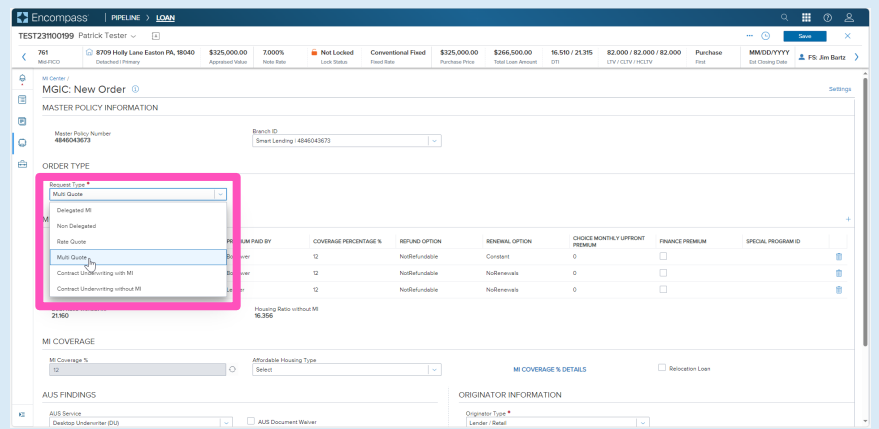 Encompass | PIPELINE > LOAN
TEST231100199 Patrick Tester
Save
761
Mid-FICO
8709 Holly Lane Easton PA, 18040
Detached | Primary
$325,000.00
Appraised Value
7.000%
Note Rate
Not Locked
Lock Status
Conventional Fixed
Fixed Rate
$325,000.00
Purchase Price
$266,500.00
Total Loan Amount
16.510 / 21.315
DTI
82.000 / 82.000 / 82.000
LTV / CLTV / HCLTV
Purchase
First
MM/DD/YYYY
Est Closing Date
FS: Jim Bartz
MI Center /
MGIC: New Order
Settings
MASTER POLICY INFORMATION
Master Policy Number
4846043673
Branch ID
Smart Lending | 4846043673
ORDER TYPE
Request Type *
Multi Quote
Delegated MI
Non Delegated
Rate Quote
Multi Quote
Contract Underwriting with MI
Contract Underwriting without MI
M
PAID BY COVERAGE PERCENTAGE % REFUND OPTION RENEWAL OPTION CHOICE MONTHLY UPFRONT PREMIUM FINANCE PREMIUM SPECIAL PROGRAM ID
12 NotRefundable Constant 0
12 NotRefundable NoRenewals 0
12 NotRefundable NoRenewals 0
21.160
Housing Ratio without MI
16.356
MI COVERAGE
MI Coverage %
12
Affordable Housing Type
Select
MI COVERAGE % DETAILS
Relocation Loan
AUS FINDINGS
AUS Service
Desktop Underwriter (DU)
AUS Document Waiver
ORIGINATOR INFORMATION
Originator Type *
Lender / Retail